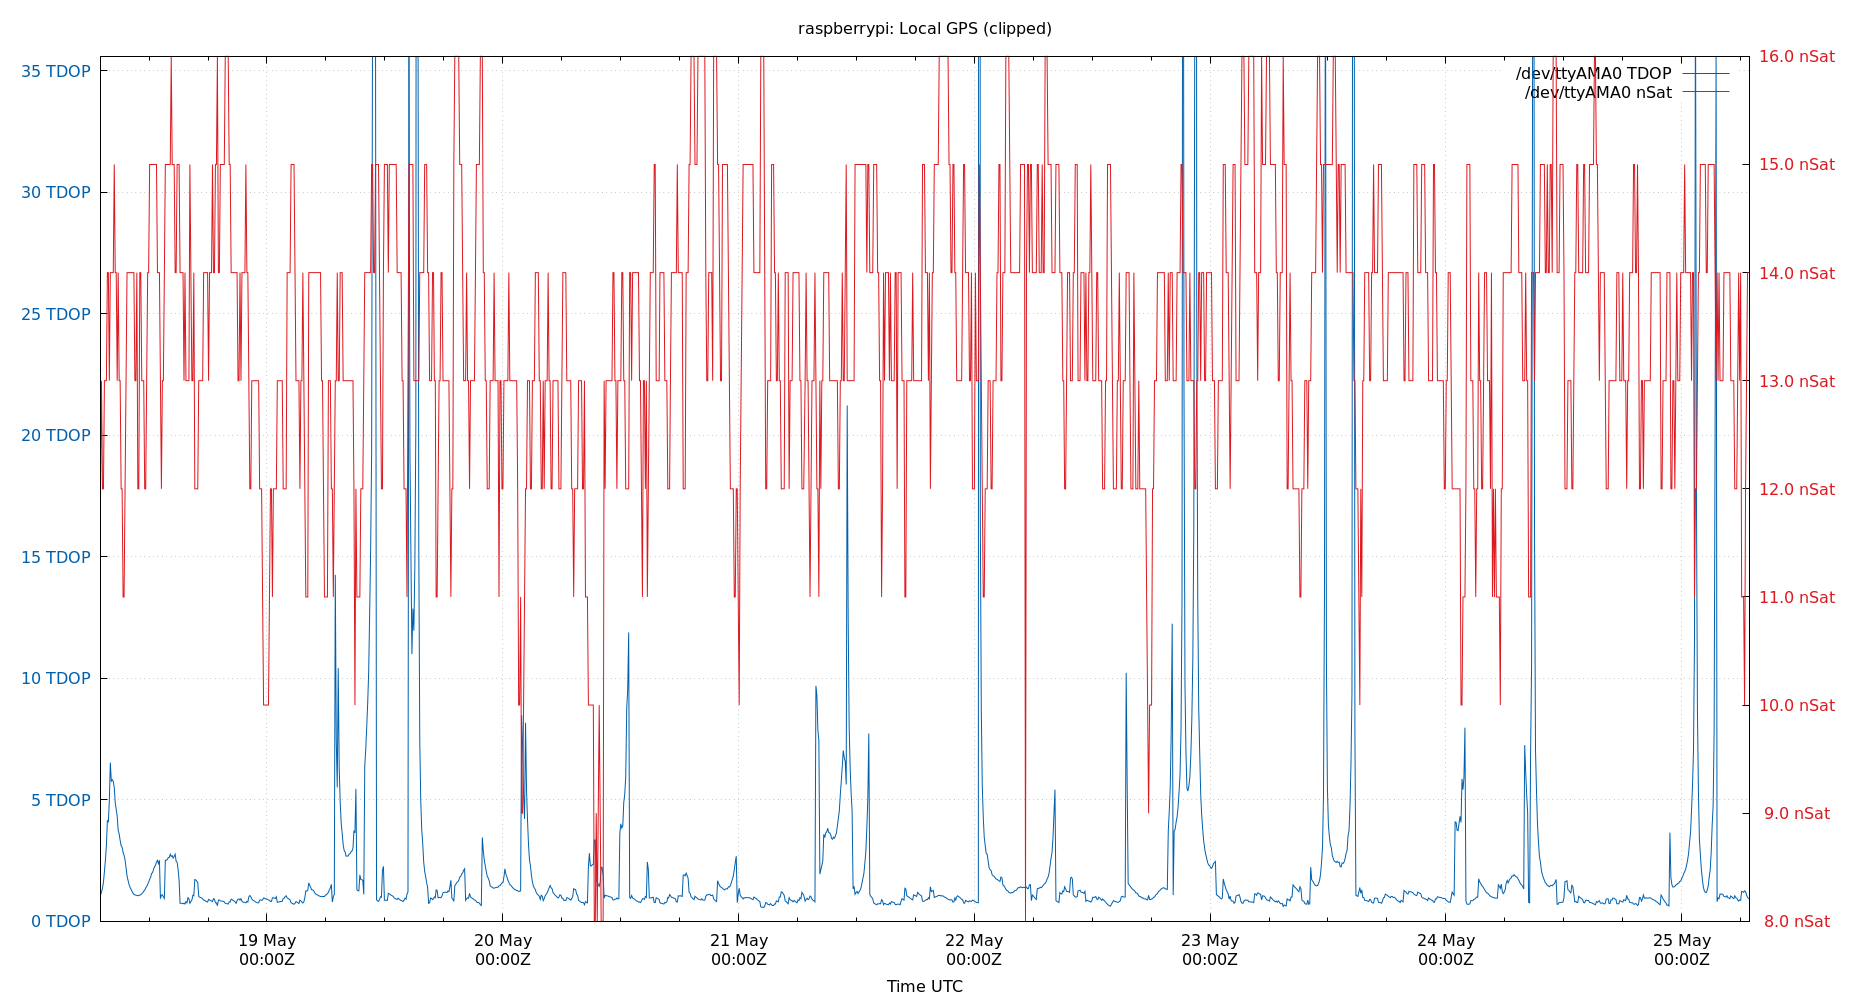 raspberrypi: Local GPS (clipped)
35 TDOP
30 TDOP
25 TDOP
20 TDOP
15 TDOP
10 TDOP
5 TDOP
0 TDOP
16.0 nSat
15.0 nSat
14.0 nSat
13.0 nSat
12.0 nSat
11.0 nSat
10.0 nSat
9.0 nSat
8.0 nSat
/dev/ttyAMA0 TDOP
/dev/ttyAMA0 nSat
19 May
00:00Z
20 May
00:00Z
21 May
00:00Z
22 May
00:00Z
23 May
00:00Z
24 May
00:00Z
25 May
00:00Z
Time UTC